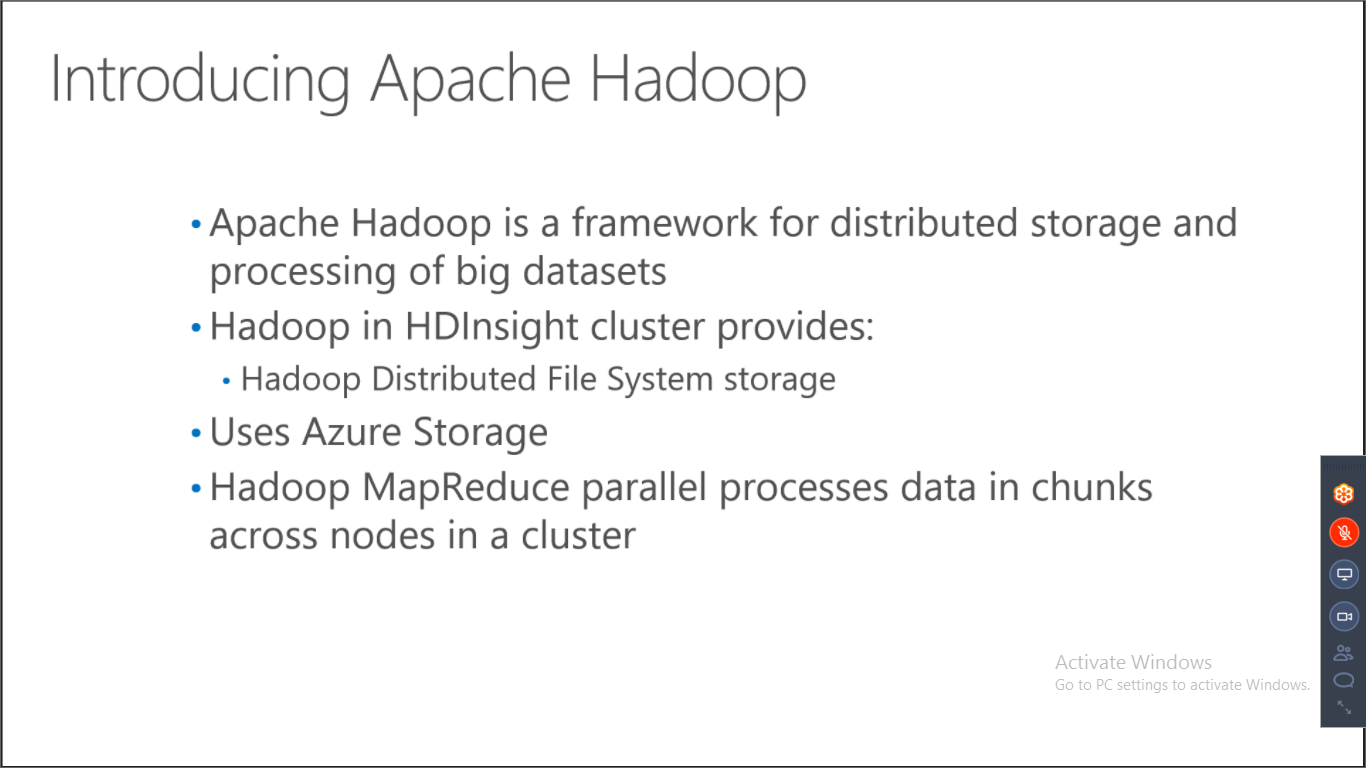 Introducing Apache Hadoop
• Apache Hadoop is a framework for distributed storage and
processing of big datasets
• Hadoop in HDInsight cluster provides:
• Hadoop Distributed File System storage
• Uses Azure Storage
• Hadoop MapReduce parallel processes data in chunks
across nodes in a cluster
Activate Windows
Go to PC settings to activate Windows.